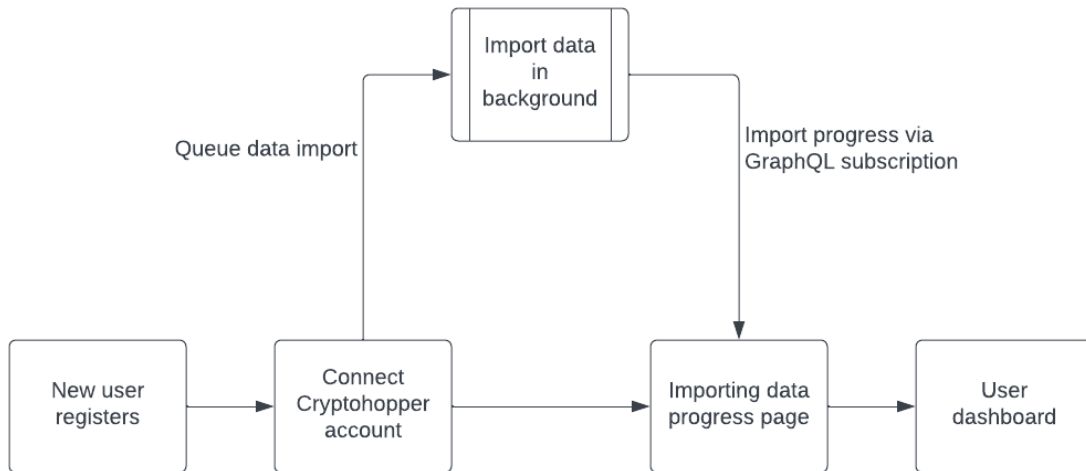 Import data
in
background
Queue data import
Import progress via
GraphQL subscription
New user
registers
Connect
Cryptohopper
account
Importing data
progress page
User
dashboard